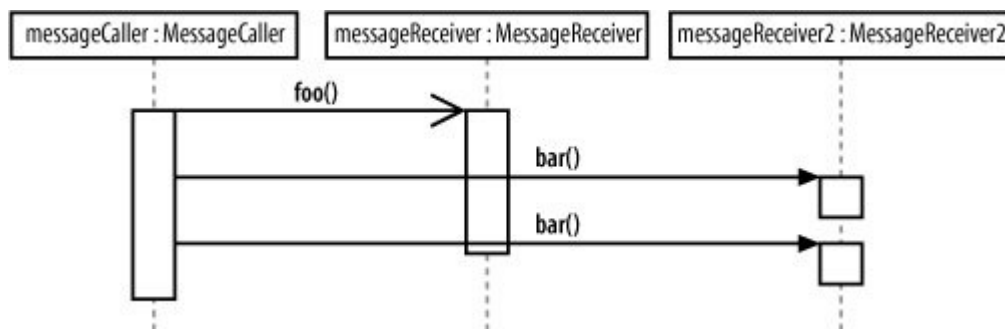 messageCaller : MessageCaller
messageReceiver : MessageReceiver
messageReceiver2 : MessageReceiver2
foo()
bar()
bar()